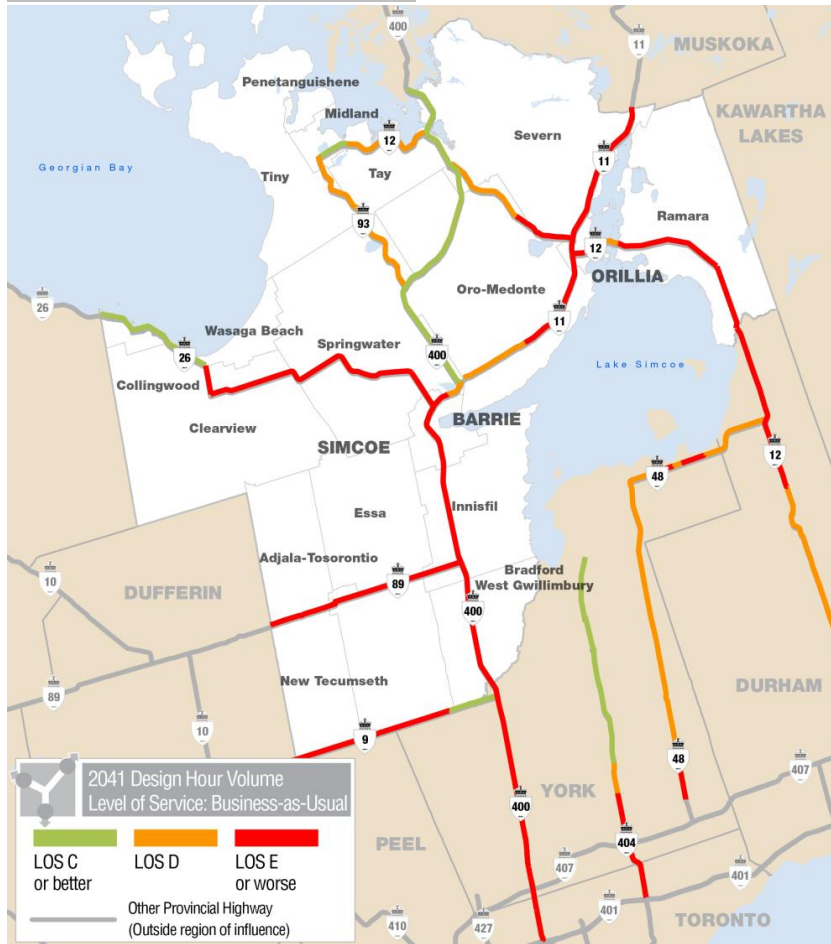 400
11
MUSKOKA
Penetanguishene
Midland
KAWARTHA
LAKES
12
Severn
Georgian Bay
Tay
11
Tiny
Ramara
93
12
ORILLIA
26
Oro-Medonte
Wasaga Beach
11
Springwater
26
400
Lake Simcoe
Collingwood
BARRIE
Clearview
SIMCOE
12
48
Innisfil
Essa
Adjala-Tosorontio
Bradford
West Gwillimbury
10
89
DUFFERIN
400
New Tecumseth
DURHAM
89
10
9
48
407
2041 Design Hour Volume
Level of Service: Business-as-Usual
YORK
400
LOS C
or better
LOS D
LOS E
or worse
PEEL
404
407
401
Other Provincial Highway
(Outside region of influence)
401
410
427
TORONTO